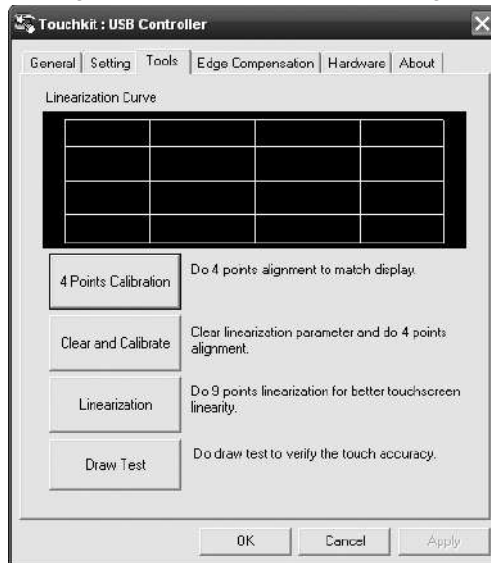 Touchkit : USB Controller
General Setting Tools Edge Compensation Hardware About
Linearization Curve
4 Points Calibration
Do 4 points alignment to match display.
Clear and Calibrate
Clear linearization parameter and do 4 points
alignment.
Linearization
Do 9 points linearization for better touchscreen
linearity.
Draw Test
Do draw test to verify the touch accuracy.
OK Cancel Apply